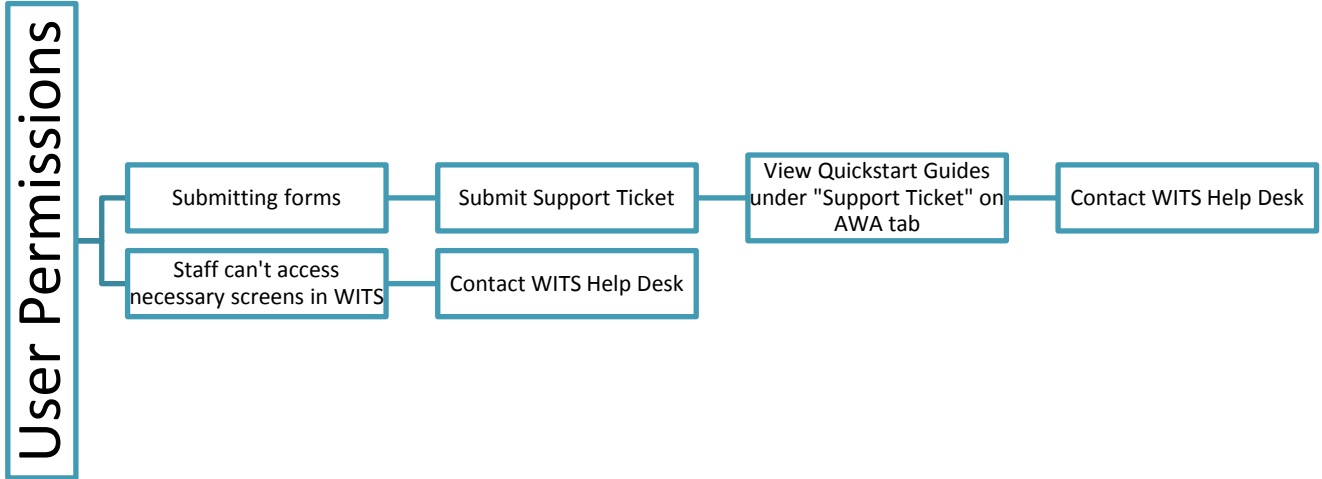 User Permissions
Submitting forms
Submit Support Ticket
View Quickstart Guides
under "Support Ticket" on
AWA tab
Contact WITS Help Desk
Staff can't access
necessary screens in WITS
Contact WITS Help Desk